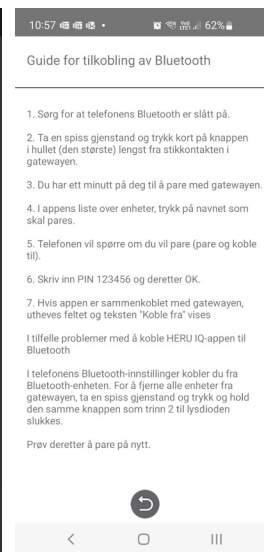 10:57
62%
Guide for tilkobling av Bluetooth
1. Sørg for at telefonens Bluetooth er slått på.
2. Ta en spiss gjenstand og trykk kort på knappen
i hullet (den største) lengst fra stikkontakten i
gatewayen.
3. Du har ett minutt på deg til å pare med gatewayen.
4. I appens liste over enheter, trykk på navnet som
skal pares.
5. Telefonen vil spørre om du vil pare (pare og koble
til).
6. Skriv inn PIN 123456 og deretter OK.
7. Hvis appen er sammenkoblet med gatewayen,
utheves feltet og teksten "Koble fra" vises
I tilfelle problemer med å koble HERU IQ-appen til
Bluetooth
I telefonens Bluetooth-innstillinger kobler du fra
Bluetooth-enheten. For å fjerne alle enheter fra
gatewayen, ta en spiss gjenstand og trykk og hold
den samme knappen som trinn 2 til lysdioden
slukkes.
Prøv deretter å pare på nytt.